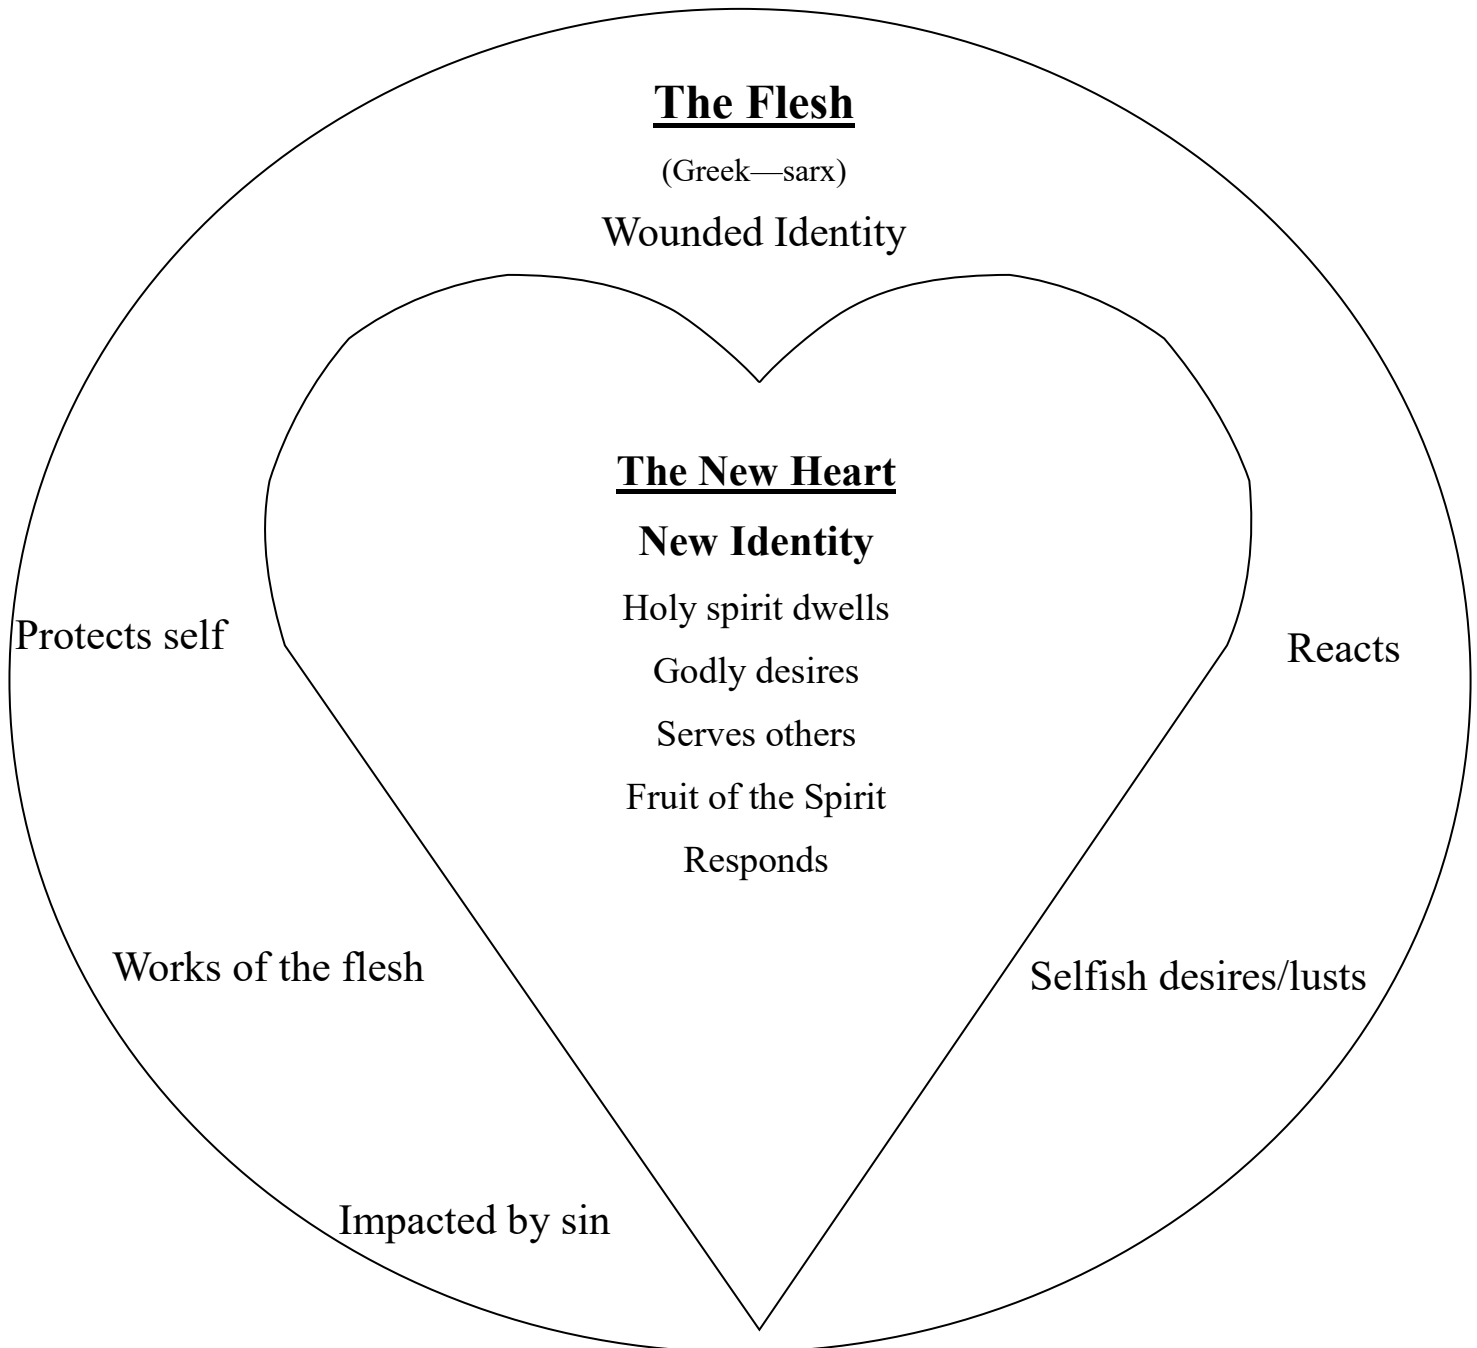 The Flesh
(Greek—sarx)
Wounded Identity
The New Heart
New Identity
Holy spirit dwells
Godly desires
Serves others
Fruit of the Spirit
Responds
Protects self
Reacts
Works of the flesh
Selfish desires/lusts
Impacted by sin